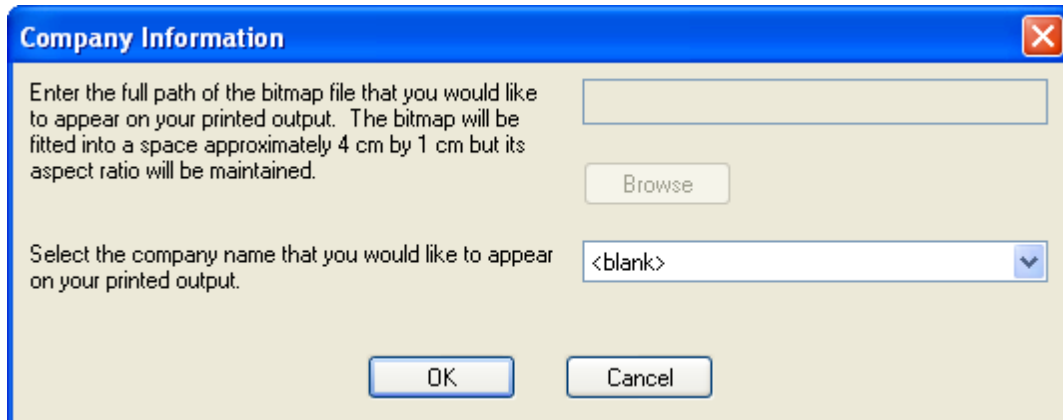 Company Information
Enter the full path of the bitmap file that you would like
to appear on your printed output.  The bitmap will be
fitted into a space approximately 4 cm by 1 cm but its
aspect ratio will be maintained.
Browse
Select the company name that you would like to appear
on your printed output.
<blank>
OK
Cancel